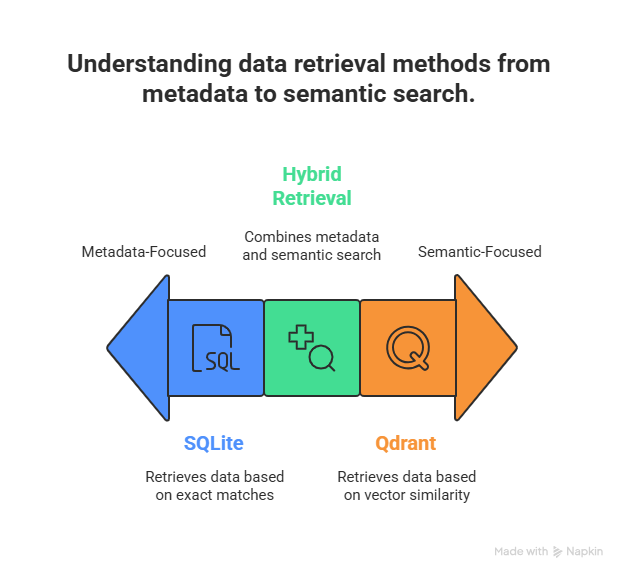 Understanding data retrieval methods from
metadata to semantic search.
Hybrid
Retrieval
Combines metadata
and semantic search
Metadata-Focused
Semantic-Focused
SQL
SQLite
Retrieves data based
on exact matches
Qdrant
Retrieves data based
on vector similarity
Made with Napkin